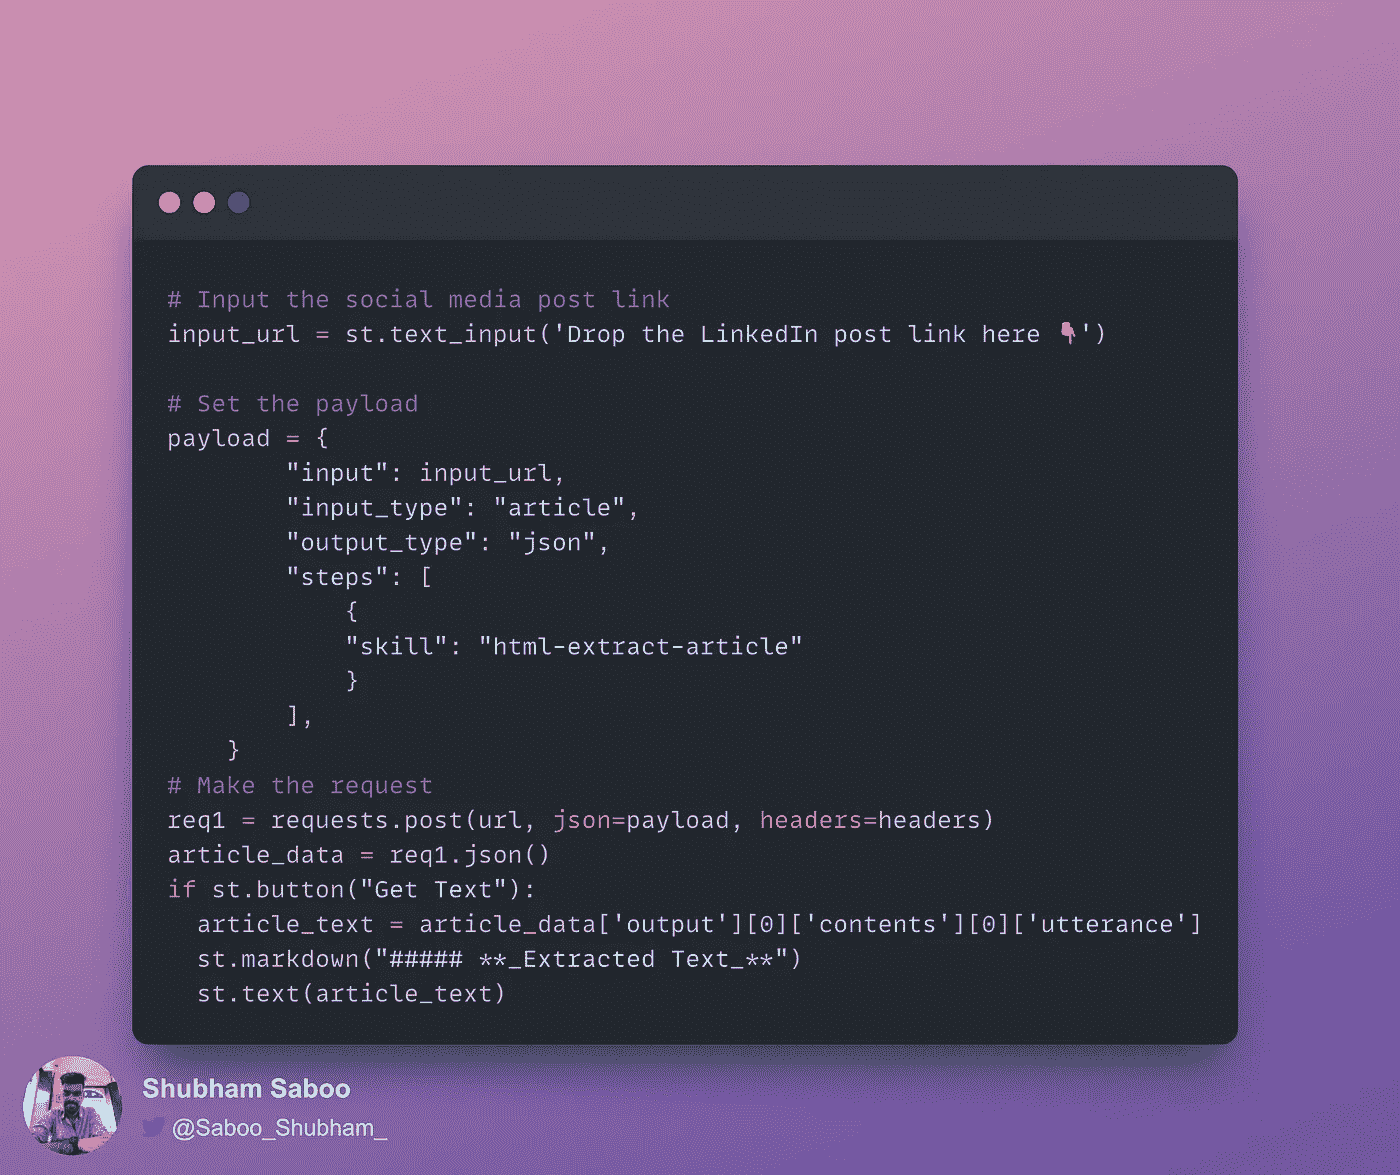 # Input the social media post link
input_url = st.text_input('Drop the LinkedIn post link here 👇')
# Set the payload
payload = {
"input": input_url,
"input_type": "article",
"output_type": "json",
"steps": [
{
"skill": "html-extract-article"
}
],
}
# Make the request
req1 = requests.post(url, json=payload, headers=headers)
article_data = req1.json()
if st.button("Get Text"):
article_text = article_data['output'][0]['contents'][0]['utterance']
st.markdown("##### **_Extracted Text_**")
st.text(article_text)
Shubham Saboo
@Saboo_Shubham_